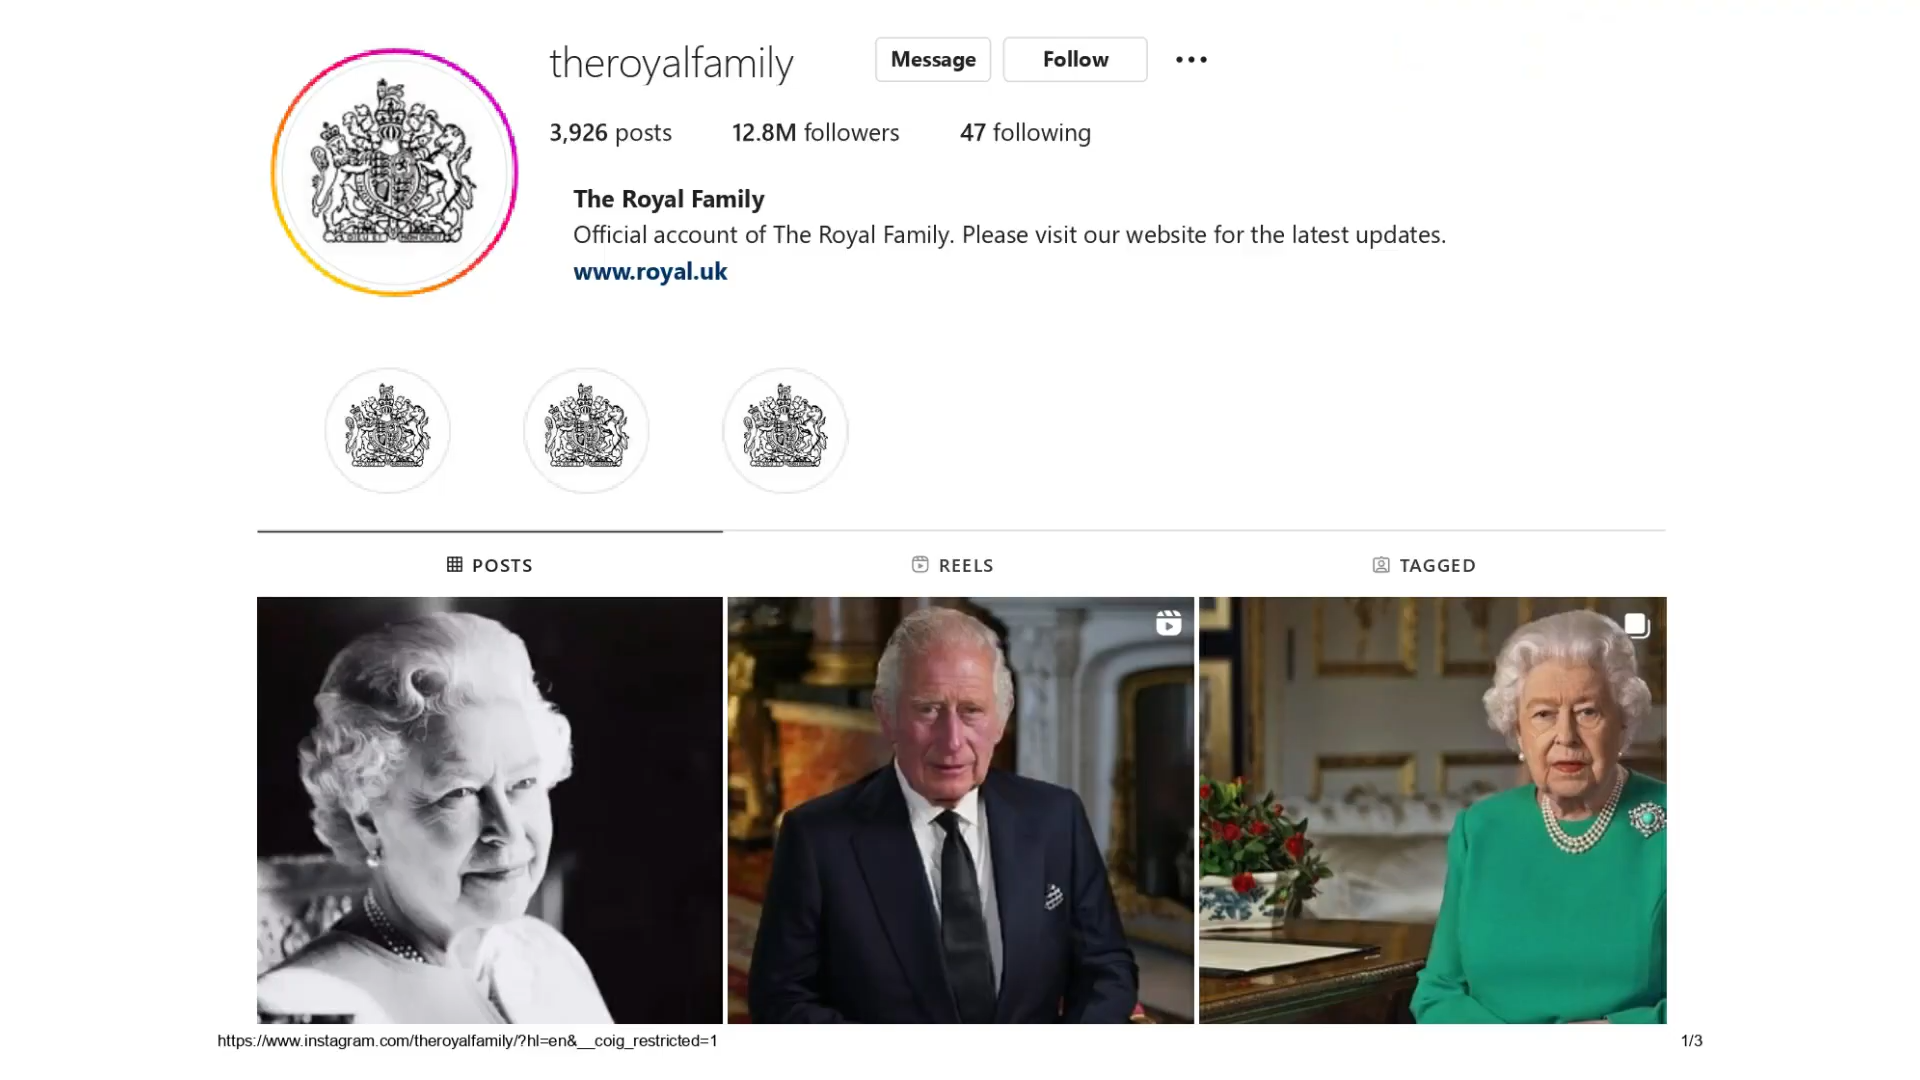 theroyalfamily Message Follow
3,926 posts 12.8M followers 47 following
The Royal Family
Official account of The Royal Family. Please visit our website for the latest updates.
www.royal.uk
POSTS REELS TAGGED
https://www.instagram.com/theroyalfamily/?hl=en&__coig_restricted=1 1/3